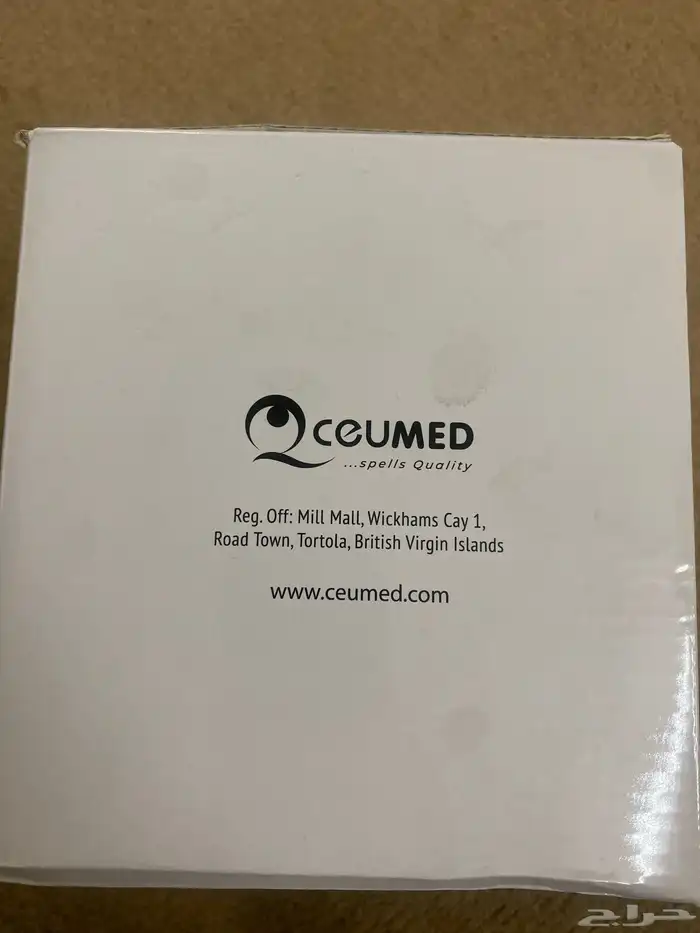 CEUMED
...spells Quality
Reg. Off: Mill Mall, Wickhams Cay 1,
Road Town, Tortola, British Virgin Islands
www.ceumed.com
حراج